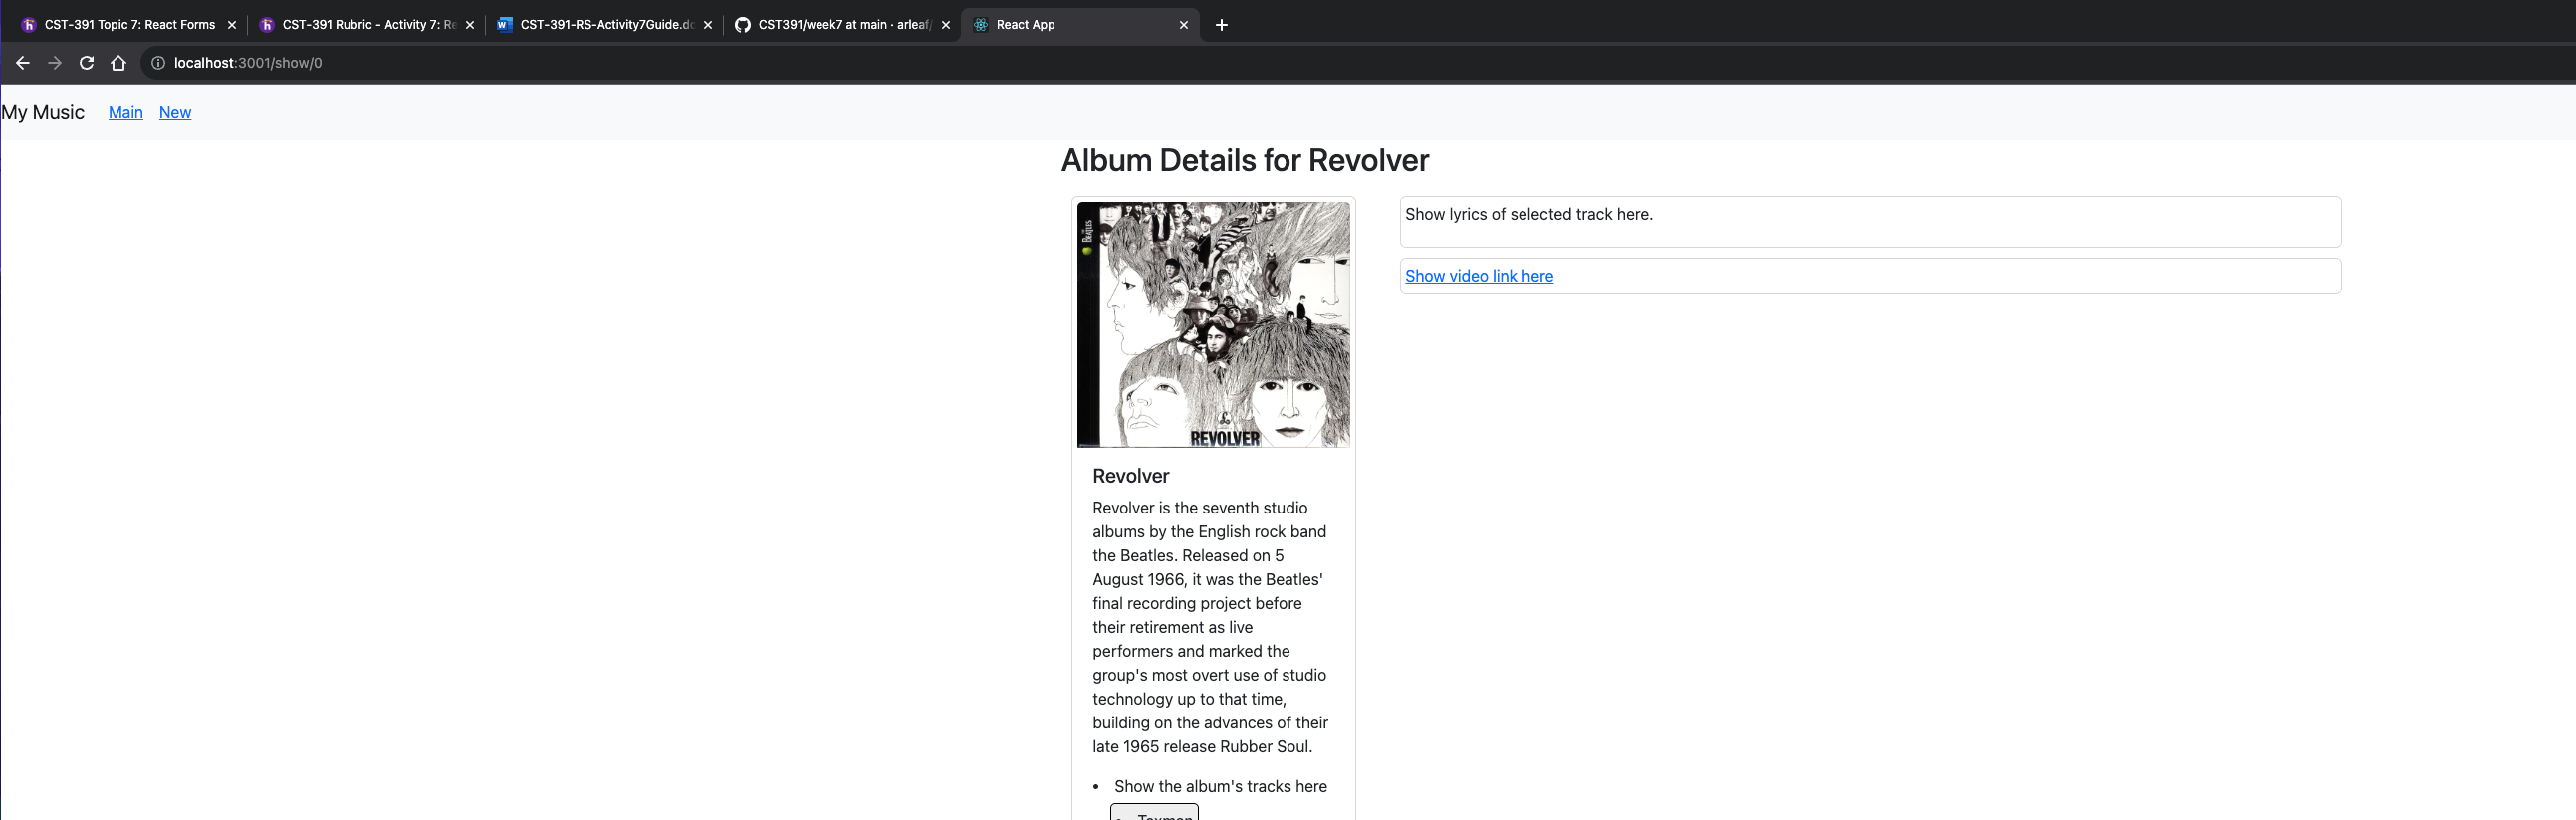 CST-391 Topic 7: React Forms
CST-391 Rubric - Activity 7: Re
CST-391-RS-Activity7Guide.dc
CST391/week7 at main · arleaf/
React App
localhost:3001/show/0
My Music Main New
Album Details for Revolver
BEATLES
REVOLVER
Show lyrics of selected track here.
Show video link here
Revolver
Revolver is the seventh studio
albums by the English rock band
the Beatles. Released on 5
August 1966, it was the Beatles'
final recording project before
their retirement as live
performers and marked the
group's most overt use of studio
technology up to that time,
building on the advances of their
late 1965 release Rubber Soul.
• Show the album's tracks here
Taxman